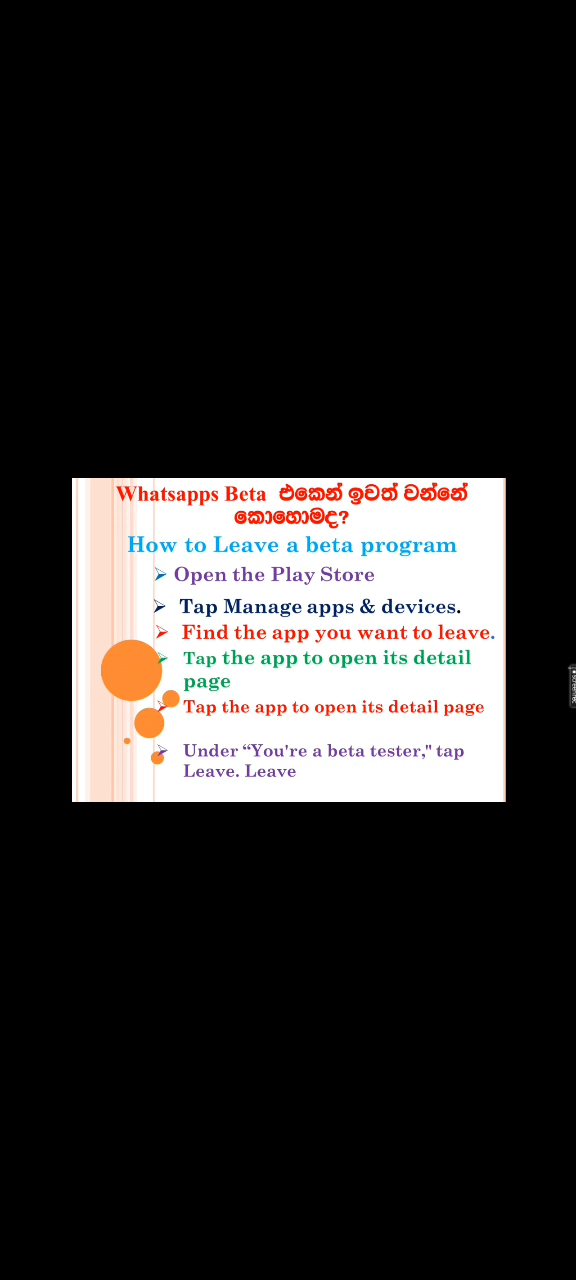 Whatsapps Beta එකෙන් ඉවත් වන්නේ
කොහොමද?
How to Leave a beta program
Open the Play Store
Tap Manage apps & devices.
Find the app you want to leave.
Tap the app to open its detail
page
Tap the app to open its detail page
Under “You're a beta tester," tap
Leave. Leave